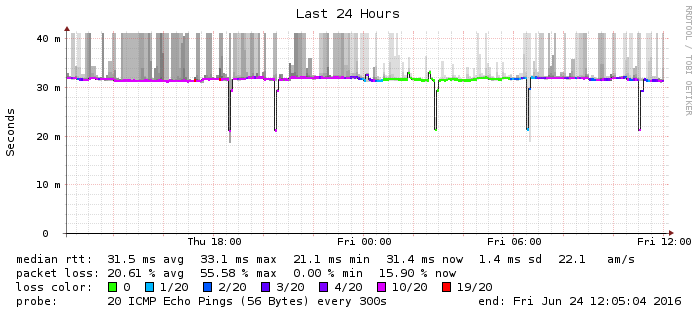 Last 24 Hours
RRDTOOL / TOBI OETIKER
Seconds
40 m
30 m
20 m
10 m
0
Thu 18:00 Fri 00:00 Fri 06:00 Fri 12:00
median rtt: 31.5 ms avg 33.1 ms max 21.1 ms min 31.4 ms now 1.4 ms sd 22.1 am/s
packet loss: 20.61 % avg 55.58 % max 0.00 % min 15.90 % now
loss color: 0 1/20 2/20 3/20 4/20 10/20 19/20
probe: 20 ICMP Echo Pings (56 Bytes) every 300s end: Fri Jun 24 12:05:04 2016